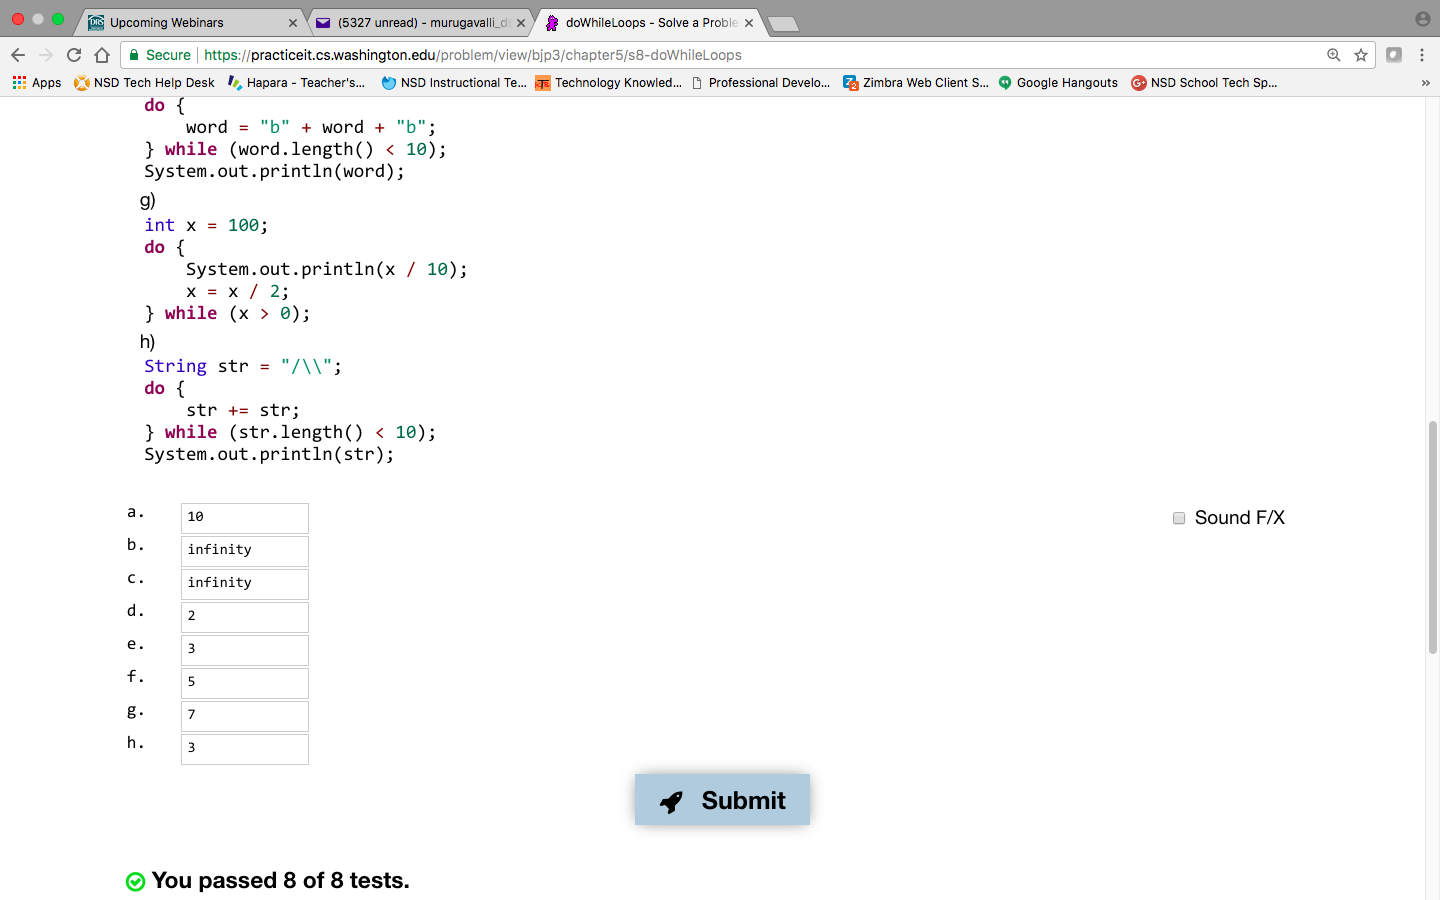 Upcoming Webinars
(5327 unread) - murugavalli_d
doWhileLoops - Solve a Proble
Secure https://practiceit.cs.washington.edu/problem/view/bjp3/chapter5/s8-doWhileLoops
Apps NSD Tech Help Desk Hapara - Teacher's... NSD Instructional Te... Technology Knowled... Professional Develo... Zimbra Web Client S... Google Hangouts NSD School Tech Sp... »
do {
word = "b" + word + "b";
} while (word.length() < 10);
System.out.println(word);
g)
int x = 100;
do {
System.out.println(x / 10);
x = x / 2;
} while (x > 0);
h)
String str = "/\\";
do {
str += str;
} while (str.length() < 10);
System.out.println(str);
a. 10
Sound F/X
b. infinity
c. infinity
d. 2
e. 3
f. 5
g. 7
h. 3
Submit
You passed 8 of 8 tests.